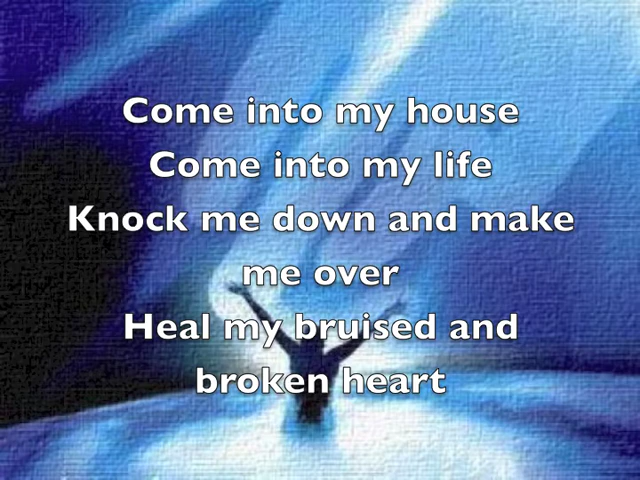 Come into my house
Come into my life
Knock me down and make
me over
Heal my bruised and
broken heart